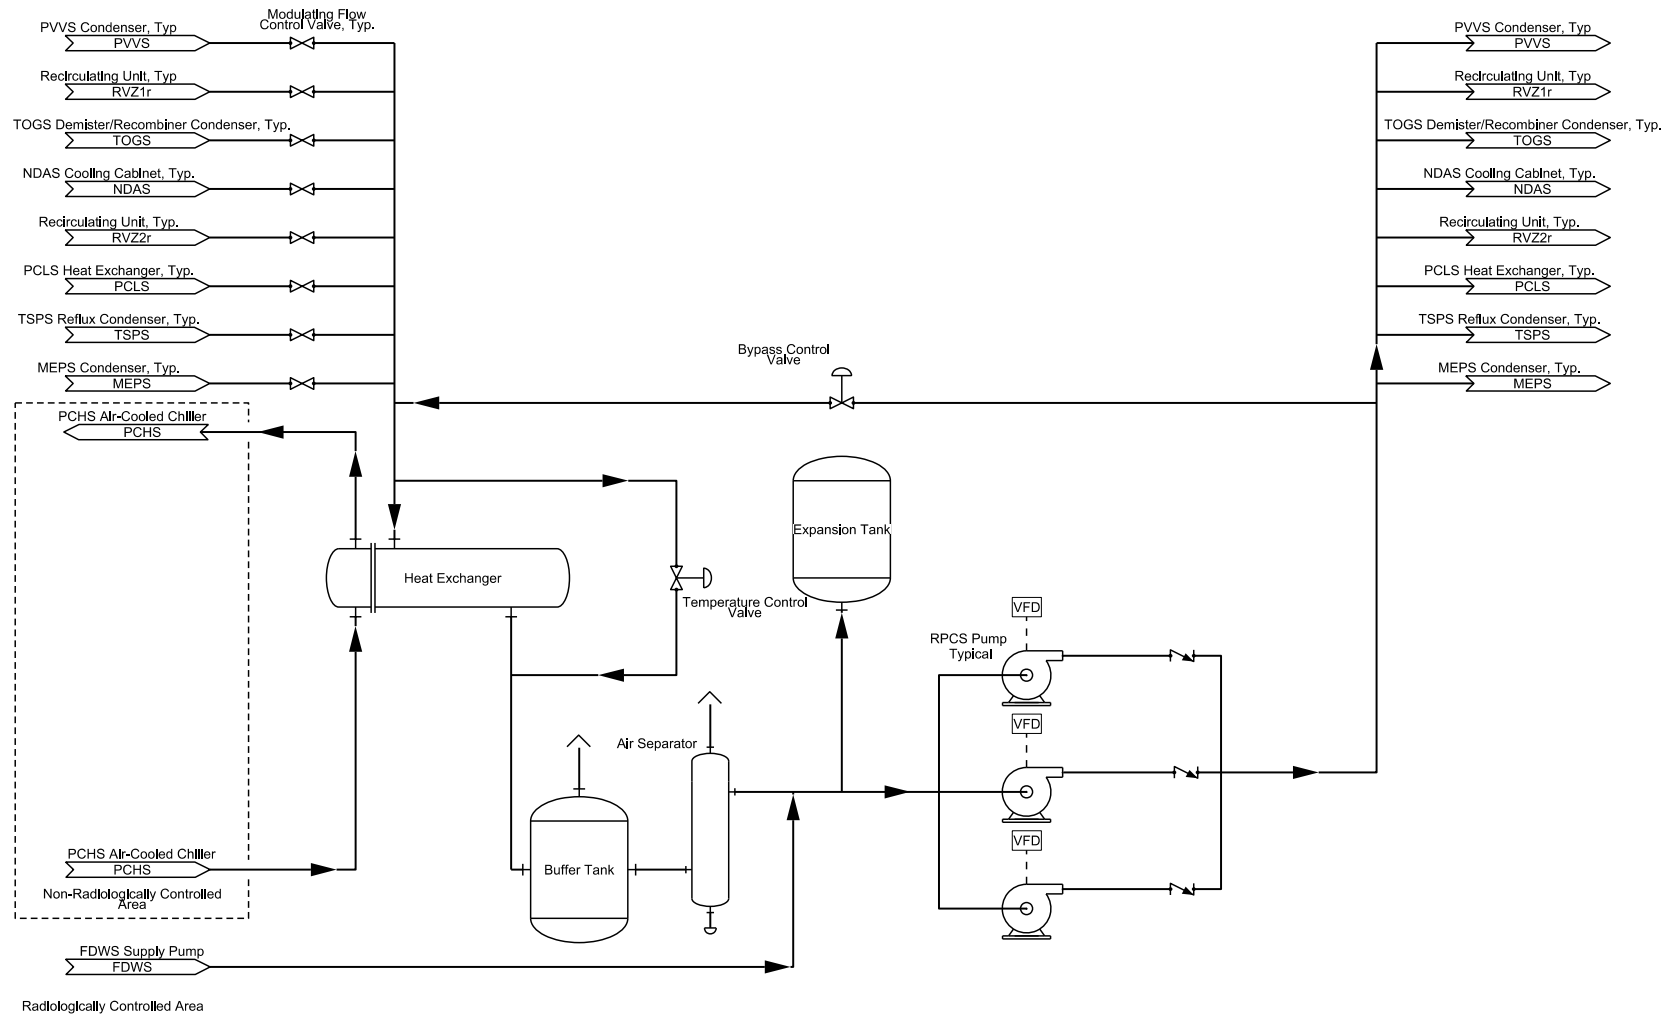 PVVS Condenser, Typ
PVVS
Modulating Flow
Control Valve, Typ.
Recirculating Unit, Typ
RVZ1r
TOGS Demister/Recombiner Condenser, Typ.
TOGS
NDAS Cooling Cabinet, Typ.
NDAS
Recirculating Unit, Typ.
RVZ2r
PCLS Heat Exchanger, Typ.
PCLS
TSPS Reflux Condenser, Typ.
TSPS
MEPS Condenser, Typ.
MEPS
PCHS Air-Cooled Chiller
PCHS
PVVS Condenser, Typ
PVVS
Recirculating Unit, Typ
RVZ1r
TOGS Demister/Recombiner Condenser, Typ.
TOGS
NDAS Cooling Cabinet, Typ.
NDAS
Recirculating Unit, Typ.
RVZ2r
PCLS Heat Exchanger, Typ.
PCLS
TSPS Reflux Condenser, Typ.
TSPS
MEPS Condenser, Typ.
MEPS
Bypass Control
Valve
Expansion Tank
Heat Exchanger
Temperature Control
Valve
VFD
RPCS Pump
Typical
VFD
VFD
Air Separator
Buffer Tank
PCHS Air-Cooled Chiller
PCHS
Non-Radiologically Controlled
Area
FDWS Supply Pump
FDWS
Radiologically Controlled Area